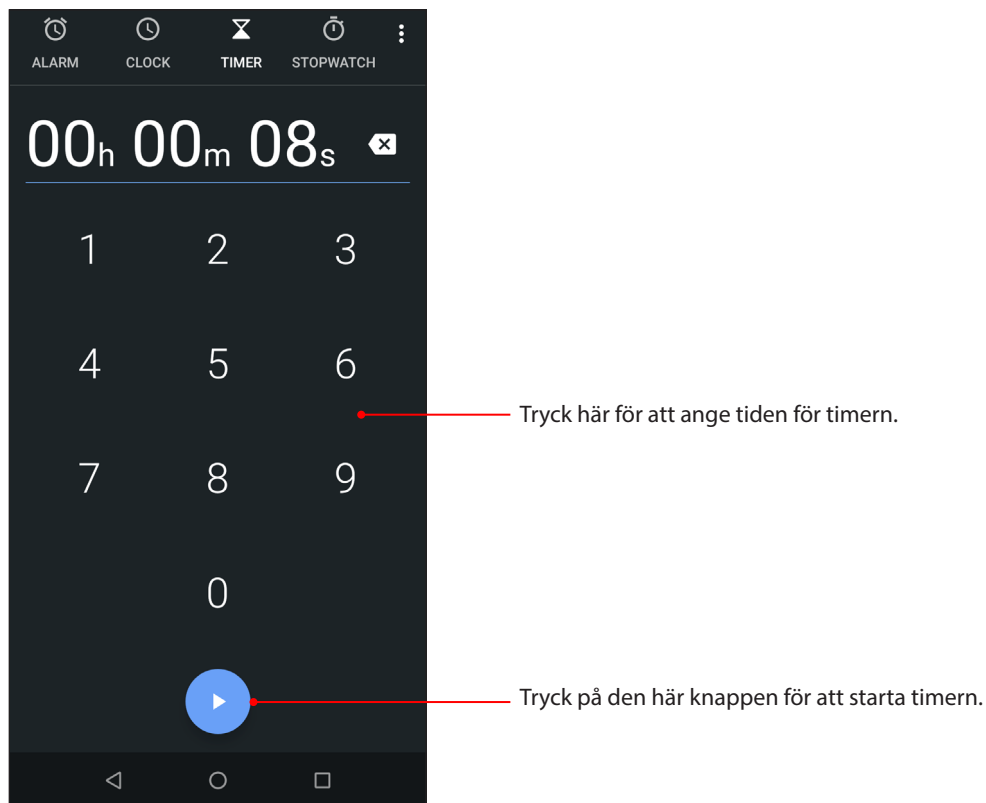 ALARM CLOCK TIMER STOPWATCH
00h 00m 08s
1 2 3
4 5 6
Tryck här för att ange tiden för timern.
7 8 9
0
Tryck på den här knappen för att starta timern.